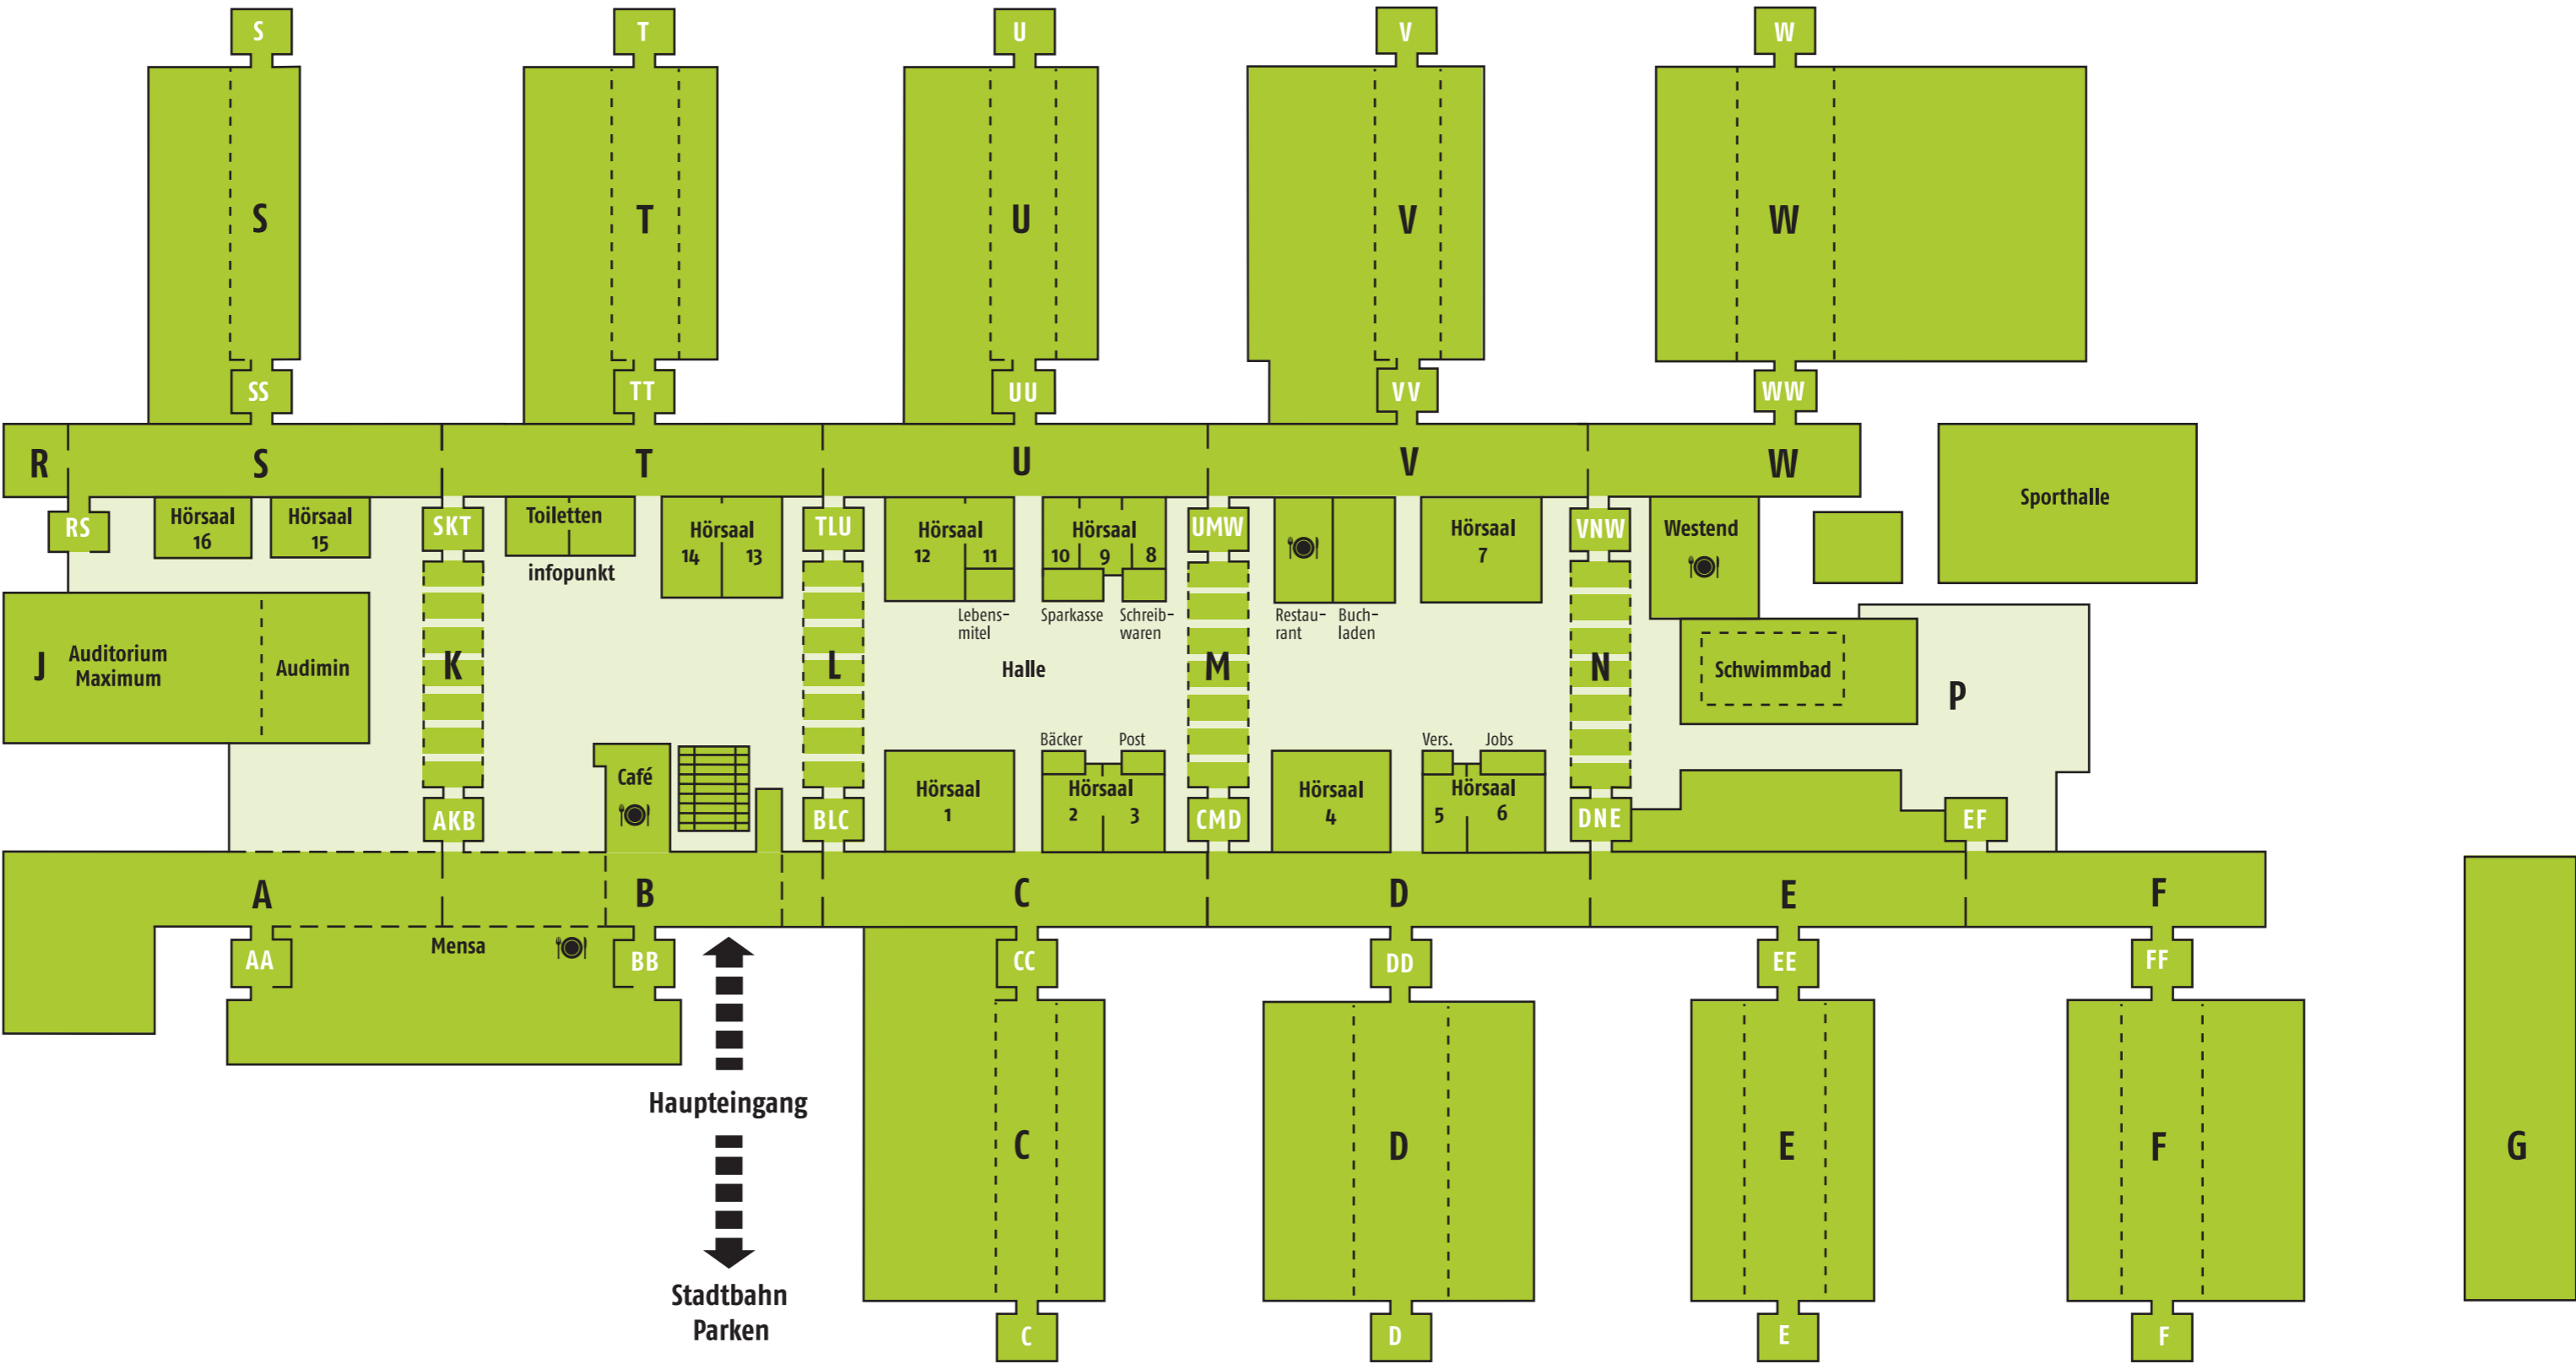 S
T
U
V
W
S
T
U
V
W
SS
TT
UU
VV
WW
R
S
T
U
V
W
Sporthalle
RS
Hörsaal
16
Hörsaal
15
SKT
Toiletten
infopunkt
Hörsaal
14 13
TLU
Hörsaal
12 11
Lebens-
mitel
Hörsaal
10 9 8
Sparkasse
Schreib-
waren
UMW
Restau-
rant
Buch-
laden
Hörsaal
7
VNW
Westend
J
Auditorium
Maximum
Audimin
K
L
Halle
M
N
Schwimmbad
P
AKB
Café
BLC
Hörsaal
1
Bäcker
Post
Hörsaal
2 3
CMD
Hörsaal
4
Vers.
Jobs
Hörsaal
5 6
DNE
EF
A
B
C
D
E
F
AA
Mensa
BB
CC
DD
EE
FF
Haupteingang
C
D
E
F
G
Stadtbahn
Parken
C
D
E
F